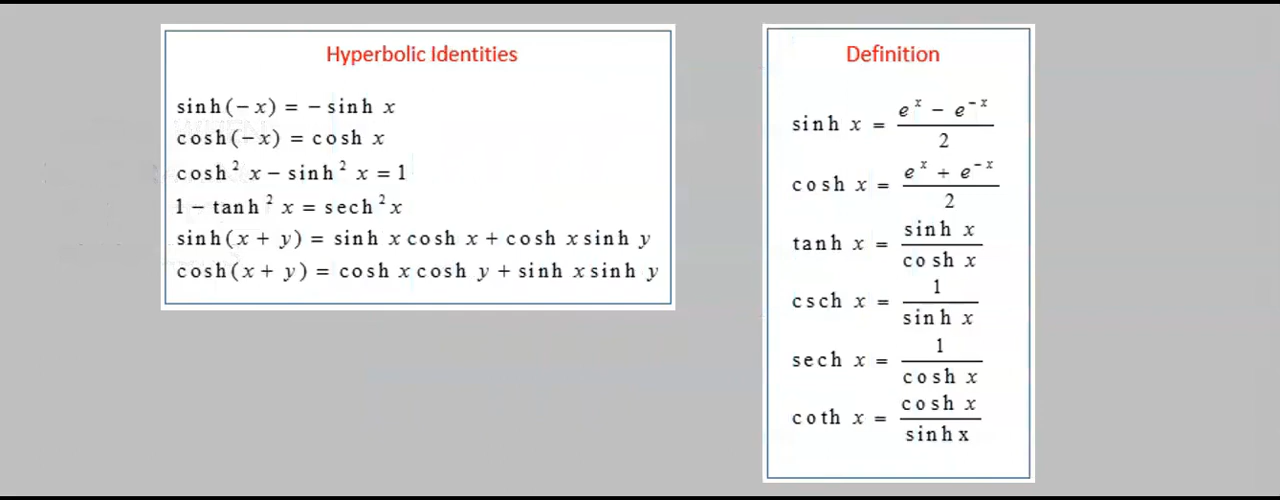 Hyperbolic Identities
sinh(− x) = − sinh x
cosh(−x) = cosh x
cosh² x − sinh² x = 1
1 − tanh² x = sech² x
sinh(x + y) = sinh x cosh x + cosh x sinh y
cosh(x + y) = cosh x cosh y + sinh x sinh y
Definition
sinh x = (eˣ − e⁻ˣ) / 2
cosh x = (eˣ + e⁻ˣ) / 2
tanh x = sinh x / cosh x
csch x = 1 / sinh x
sech x = 1 / cosh x
coth x = cosh x / sinh x